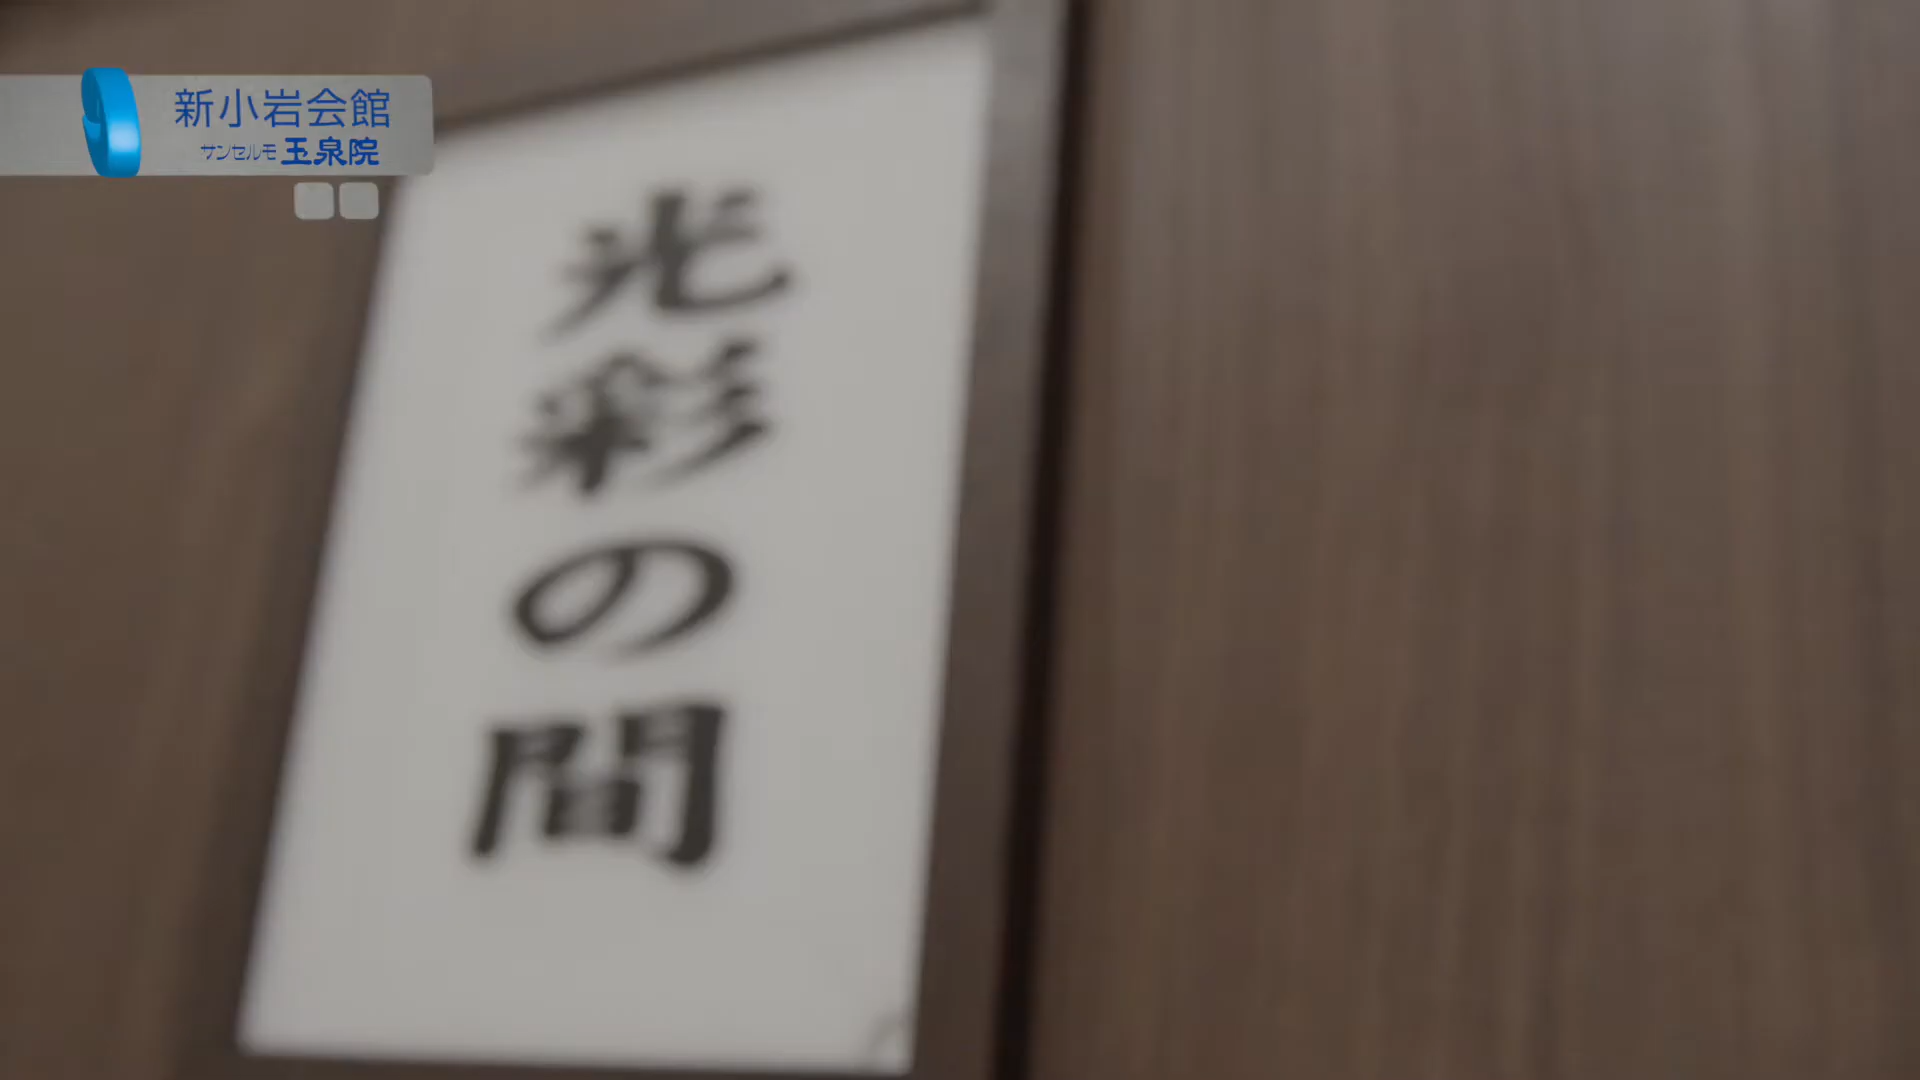 新小岩会館
サンセルモ玉泉院
光彩の間